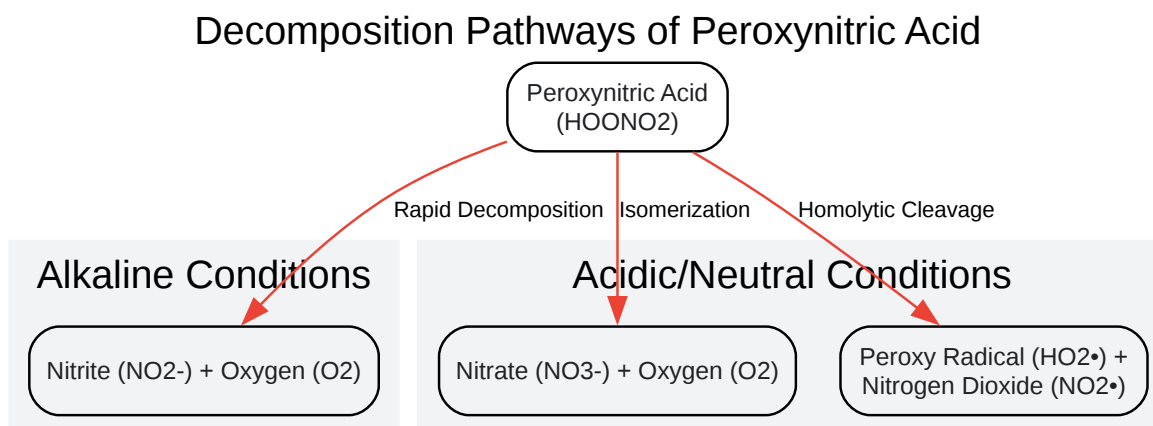 Decomposition Pathways of Peroxynitric Acid
Peroxynitric Acid
(HOONO2)
Rapid Decomposition
Isomerization
Homolytic Cleavage
Alkaline Conditions
Acidic/Neutral Conditions
Nitrite (NO2-) + Oxygen (O2)
Nitrate (NO3-) + Oxygen (O2)
Peroxy Radical (HO2•) +
Nitrogen Dioxide (NO2•)